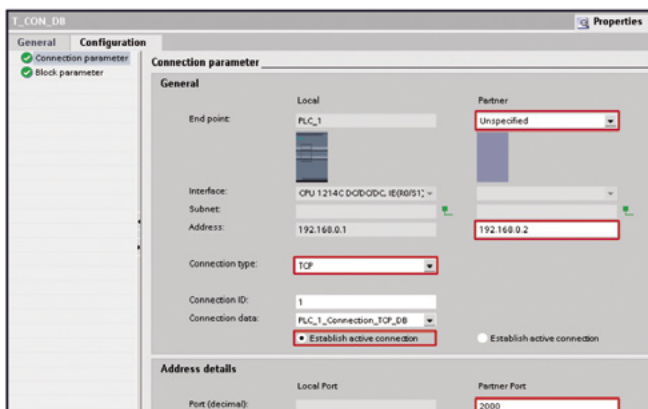 T_CON_DB
Properties
General Configuration
Connection parameter
Block parameter
Connection parameter
General
Local Partner
End point: PLC_1 Unspecified
Interface: CPU 1214C DC/DC/DC, IE(R0/S1)
Subnet:
Address: 192.168.0.1 192.168.0.2
Connection type: TCP
Connection ID: 1
Connection data: PLC_1_Connection_TCP_DB
Establish active connection Establish active connection
Address details
Local Port Partner Port
Port (decimal): 2000